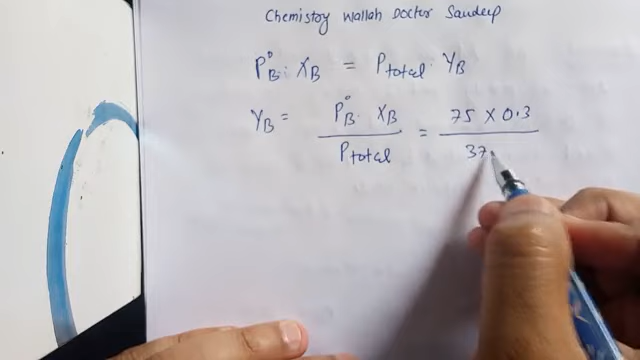 Chemistry Wallah Doctor Sandeep
P°B · XB = Ptotal · YB
YB = P°B · XB / Ptotal = 75 × 0.3 / 37